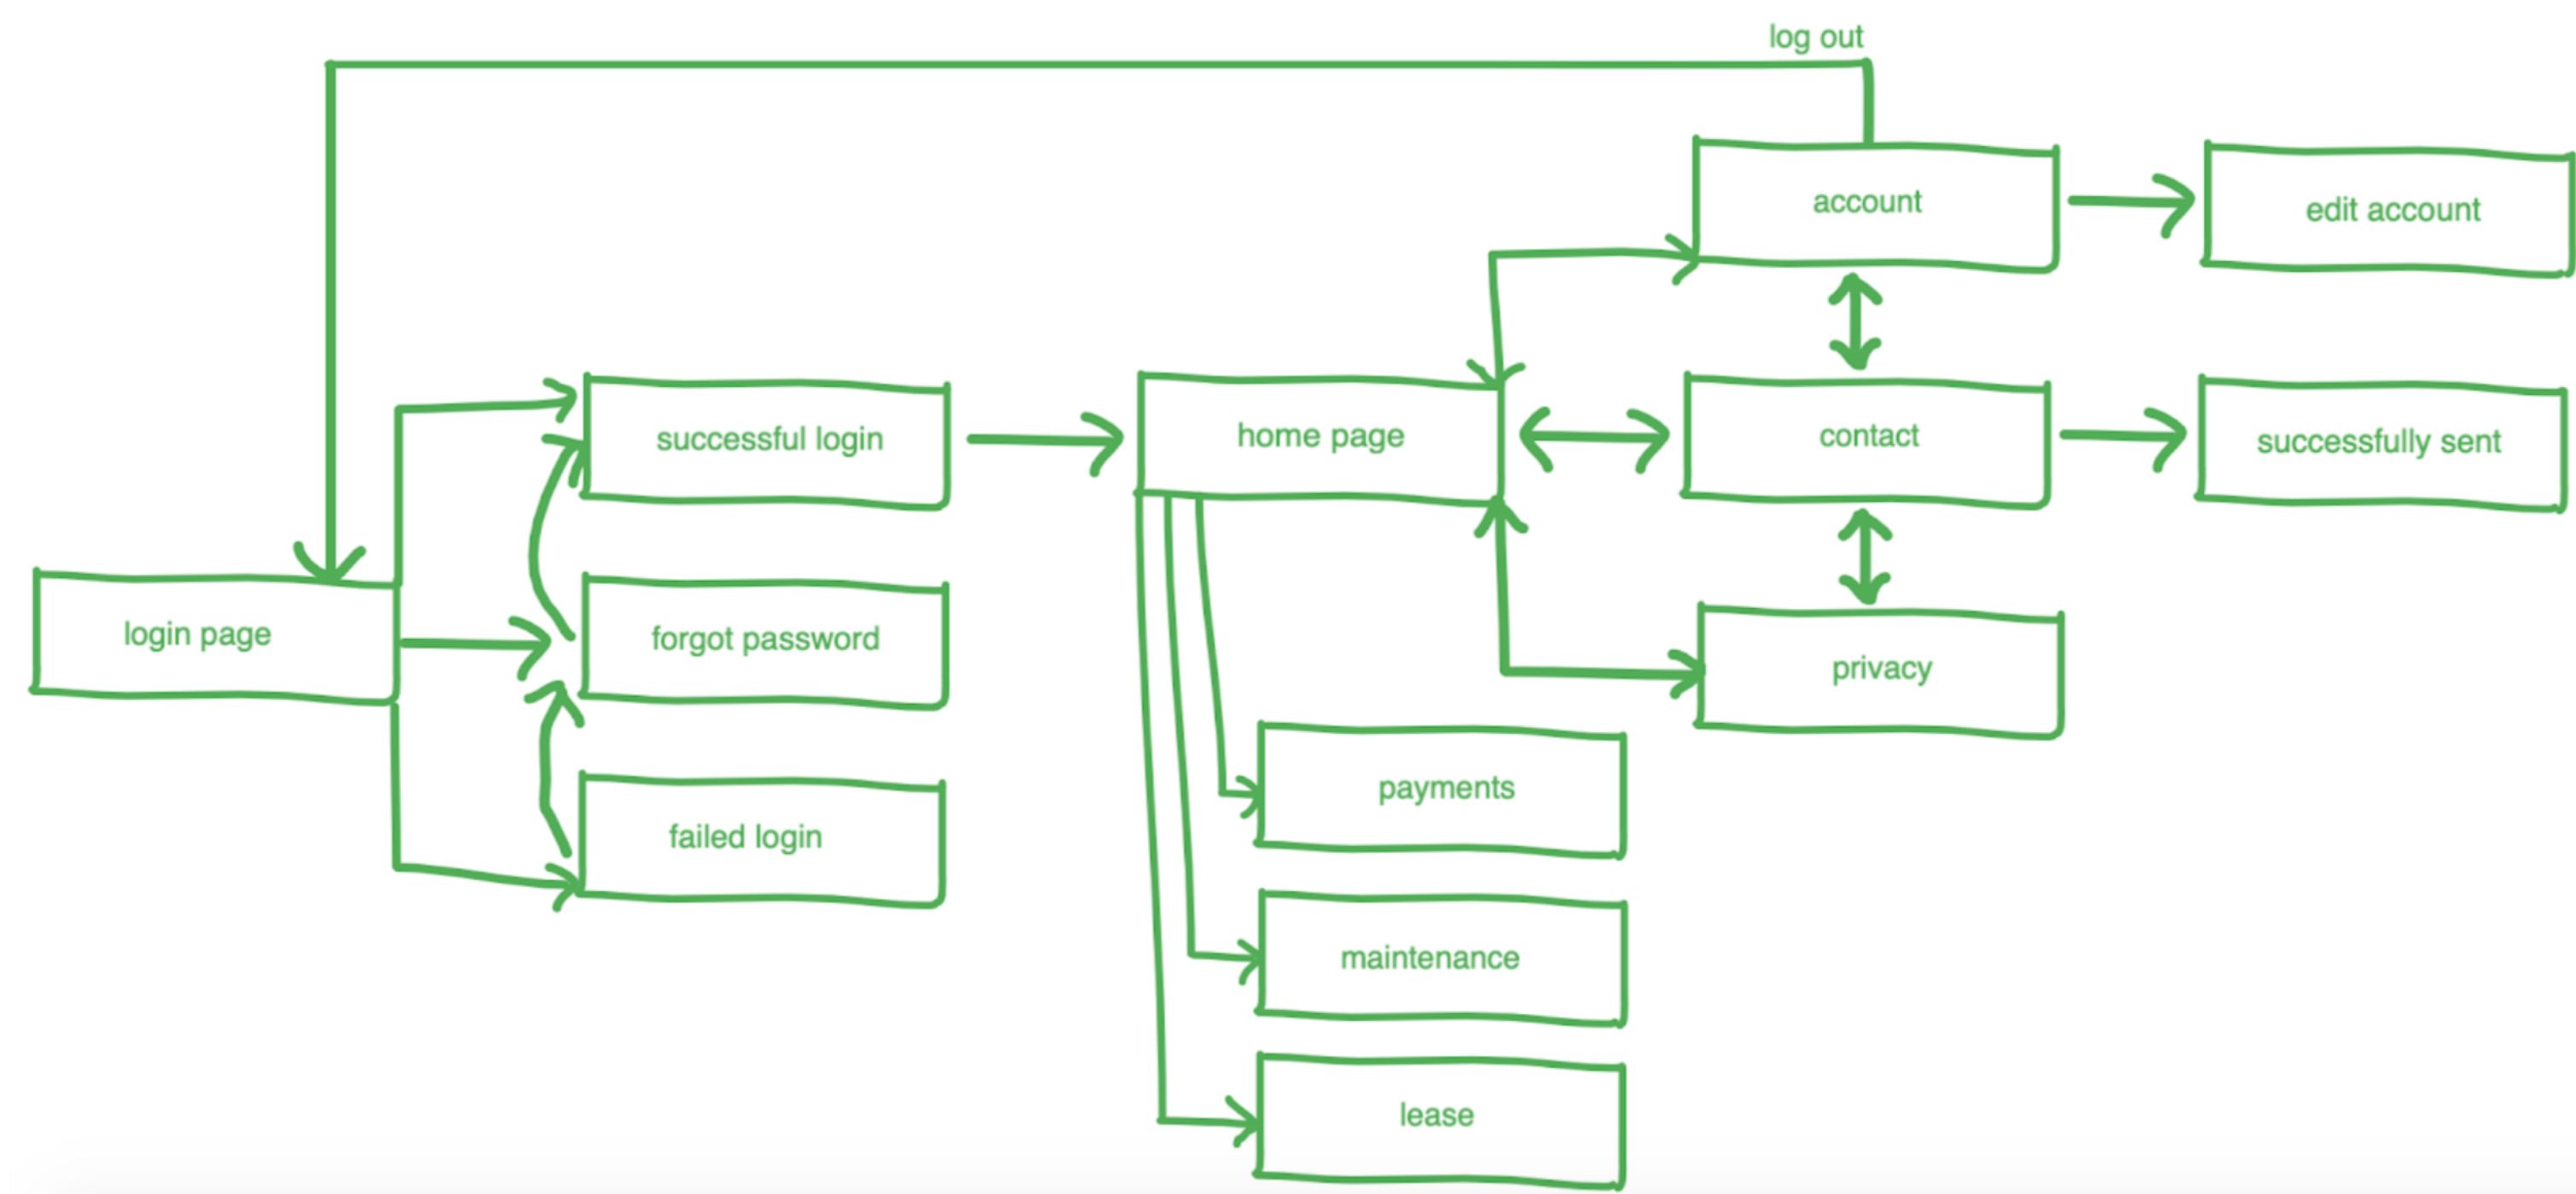 log out
account
edit account
successful login
home page
contact
successfully sent
login page
forgot password
privacy
payments
failed login
maintenance
lease